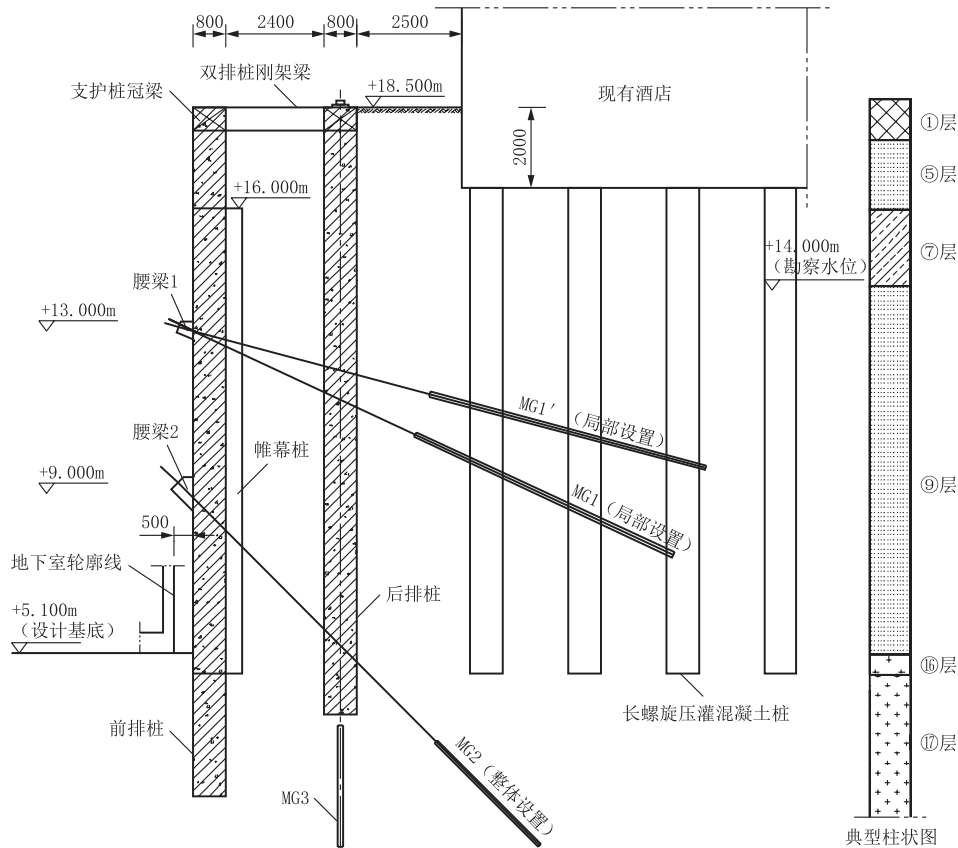 800
2400
800
2500
双排桩刚架梁
支护桩冠梁
+18.500m
现有酒店
2000
①层
⑤层
+16.000m
⑦层
+14.000m
(勘察水位)
腰梁1
+13.000m
MG1′(局部设置)
腰梁2
帷幕桩
+9.000m
MG1(局部设置)
⑨层
500
地下室轮廓线
后排桩
+5.100m
(设计基底)
⑯层
长螺旋压灌混凝土桩
前排桩
MG2(整体设置)
⑰层
MG3
典型柱状图